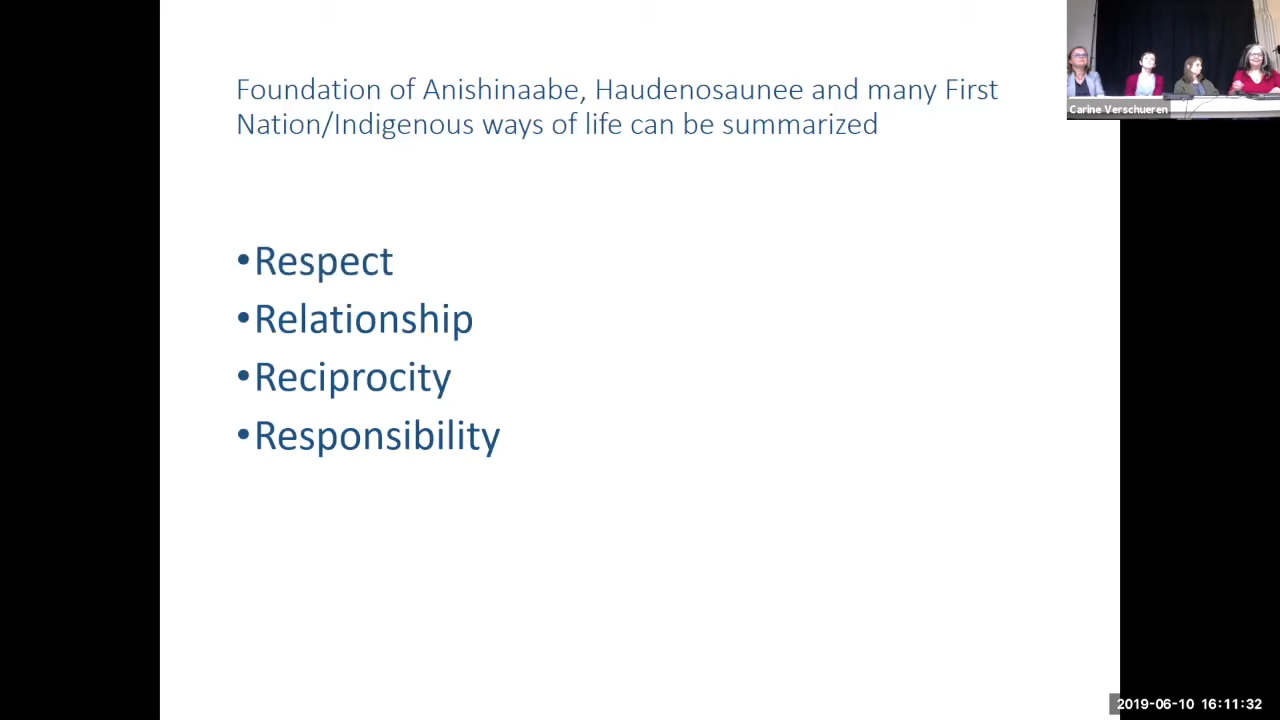 Foundation of Anishinaabe, Haudenosaunee and many First
Nation/Indigenous ways of life can be summarized
•Respect
•Relationship
•Reciprocity
•Responsibility
Carine Verschueren
2019-06-10 16:11:32